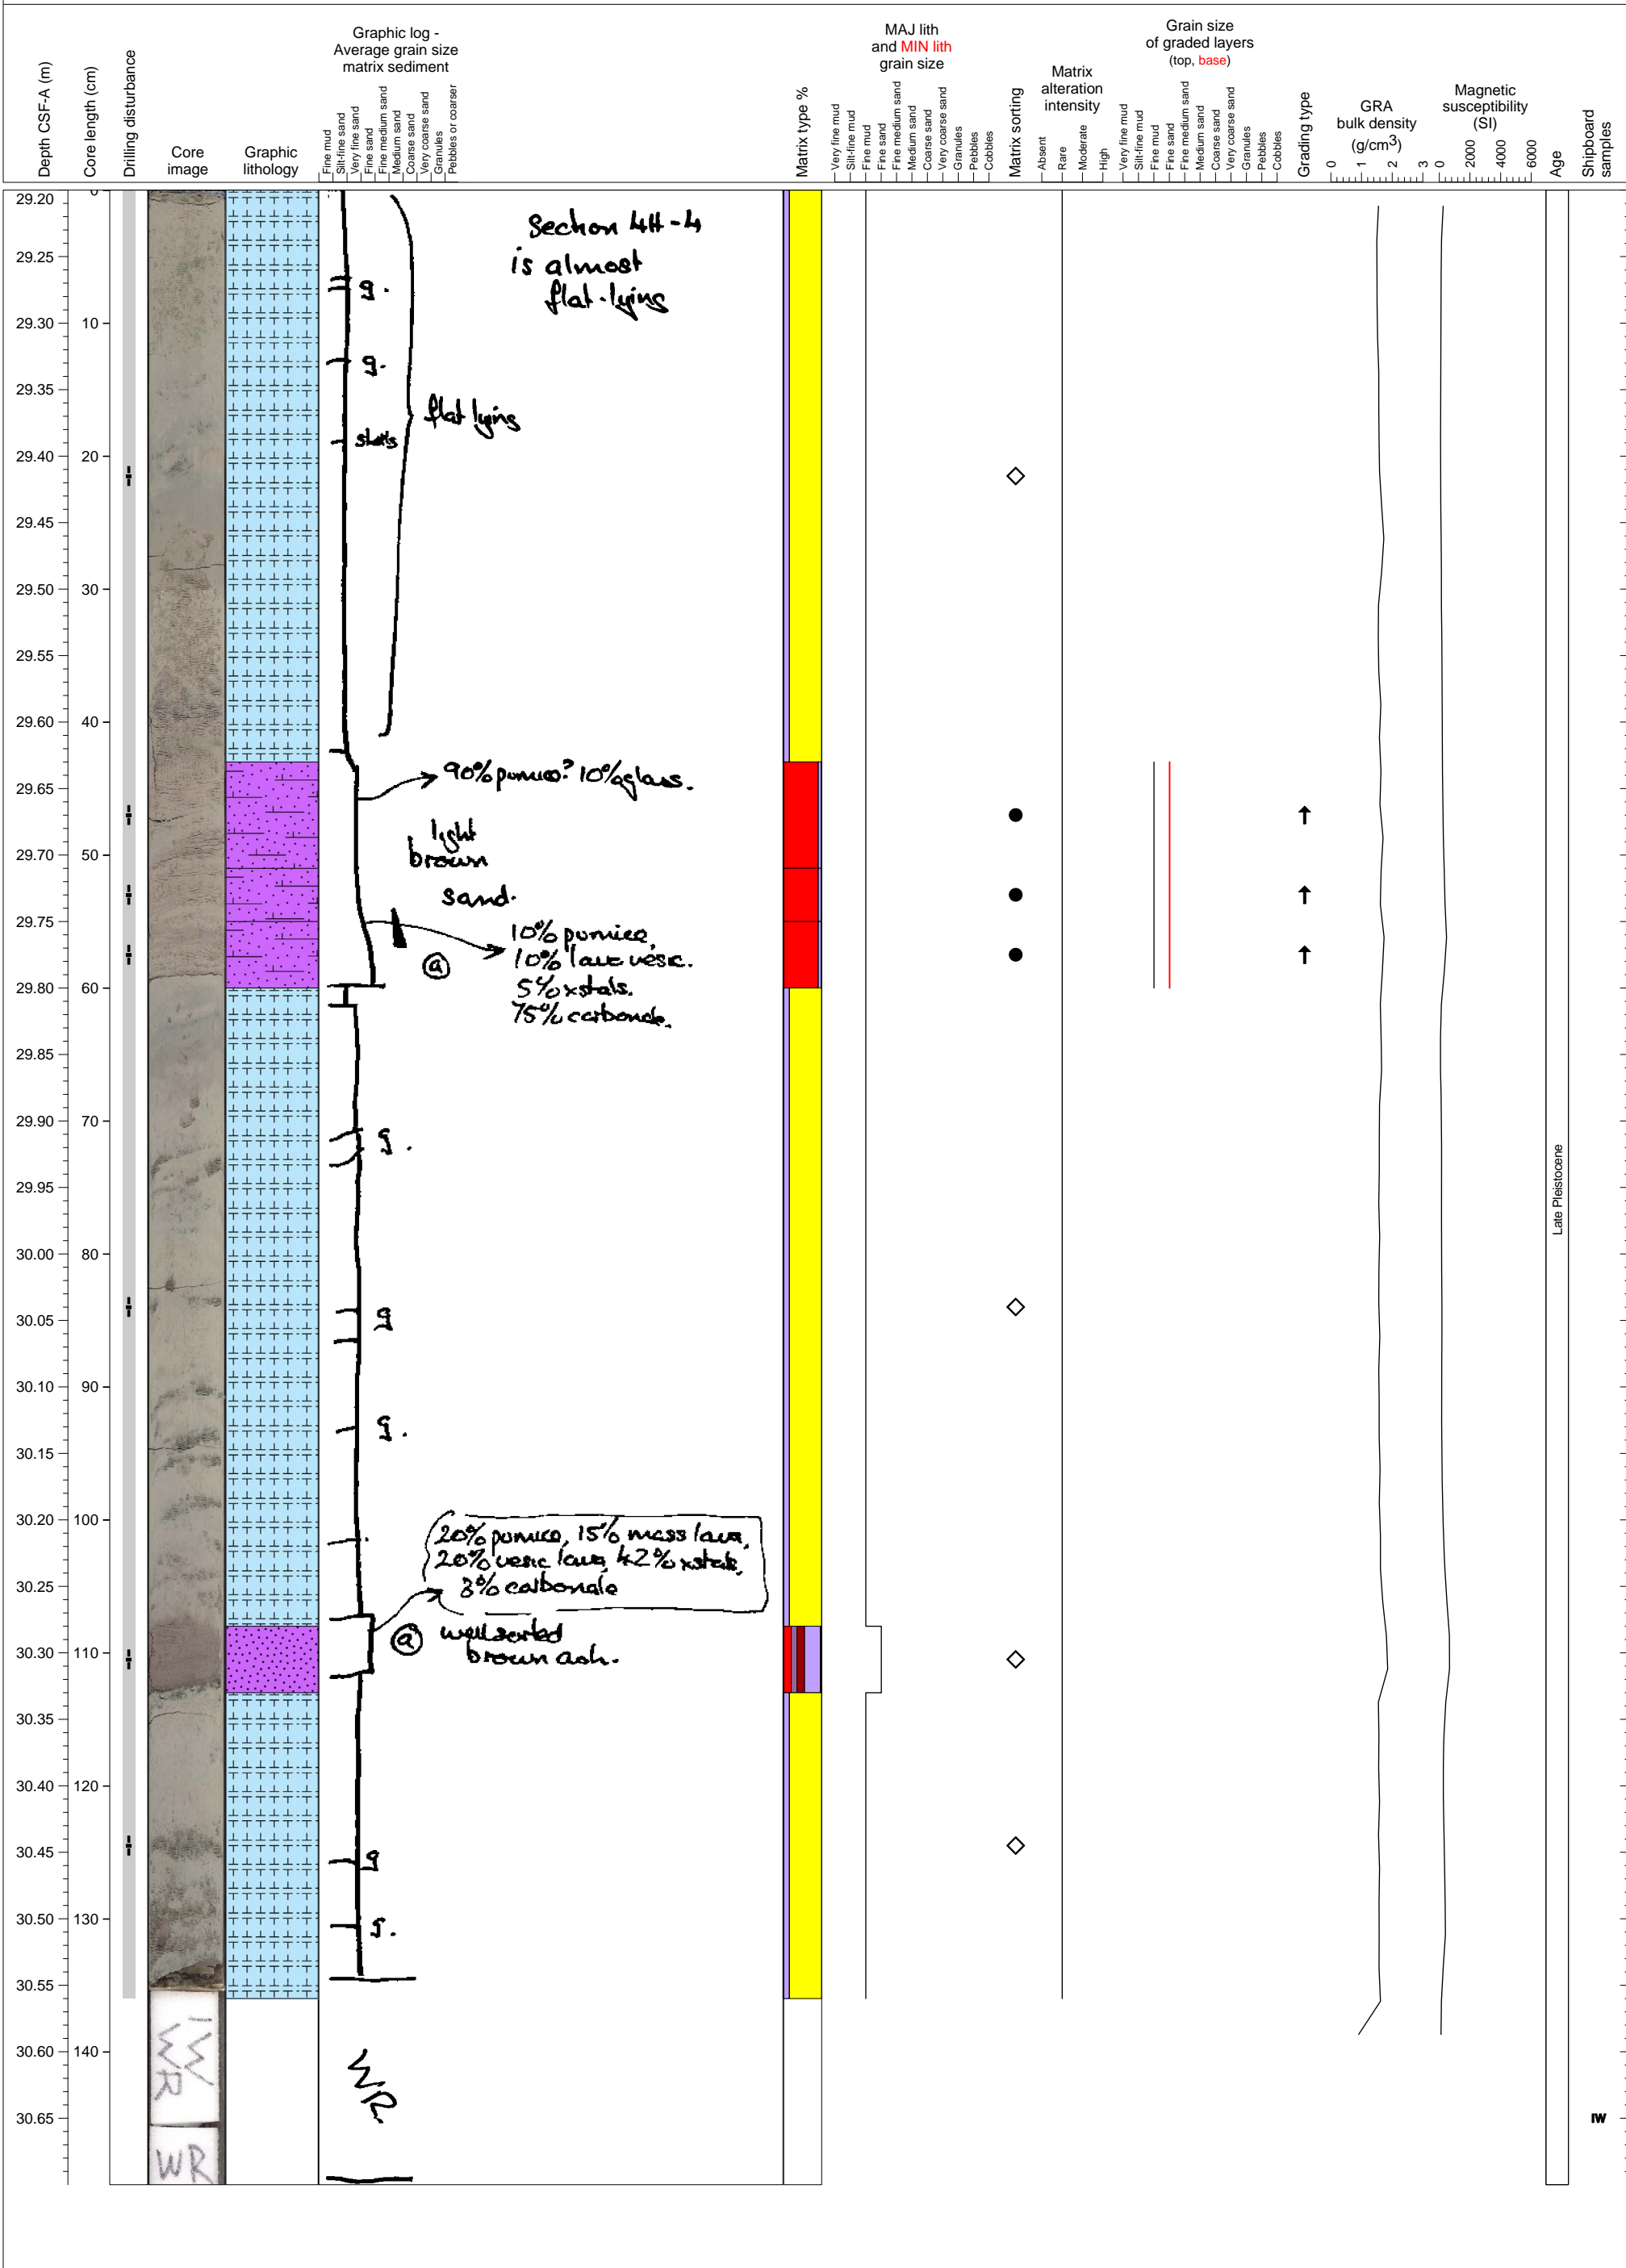 Depth CSF-A (m)
Core length (cm)
Drilling disturbance
Core
image
Graphic
lithology
Graphic log -
Average grain size
matrix sediment
Fine mud
Silt-fine sand
Very fine sand
Fine sand
Fine medium sand
Medium sand
Coarse sand
Very coarse sand
Granules
Pebbles or coarser
Matrix type %
MAJ lith
and MIN lith
grain size
Very fine mud
Silt-fine mud
Fine mud
Fine sand
Fine medium sand
Medium sand
Coarse sand
Very coarse sand
Granules
Pebbles
Cobbles
Matrix sorting
Matrix
alteration
intensity
Absent
Rare
Moderate
High
Grain size
of graded layers
(top, base)
Very fine mud
Silt-fine mud
Fine mud
Fine sand
Fine medium sand
Medium sand
Coarse sand
Very coarse sand
Granules
Pebbles
Cobbles
Grading type
GRA
bulk density
(g/cm3)
0 1 2 3
Magnetic
susceptibility
(SI)
0 2000 4000 6000
Age
Shipboard
samples
29.20 0
29.25
29.30 10
29.35
29.40 20
29.45
29.50 30
29.55
29.60 40
29.65
29.70 50
29.75
29.80 60
29.85
29.90 70
29.95
30.00 80
30.05
30.10 90
30.15
30.20 100
30.25
30.30 110
30.35
30.40 120
30.45
30.50 130
30.55
30.60 140
30.65
Section 4H-4
is almost
flat-lying
g.
g.
flat lying
90% pumice? 10% glass.
light
brown
sand.
10% pumice,
10% lava vesic.
5% xstals.
75% carbonate.
a
g.
g
g.
20% pumice, 15% mass lava,
20% vesic lava, 42% xstals,
3% carbonate
a
well sorted
brown ash.
g
g.
WR
IW
WR
WR
Late Pleistocene
IW